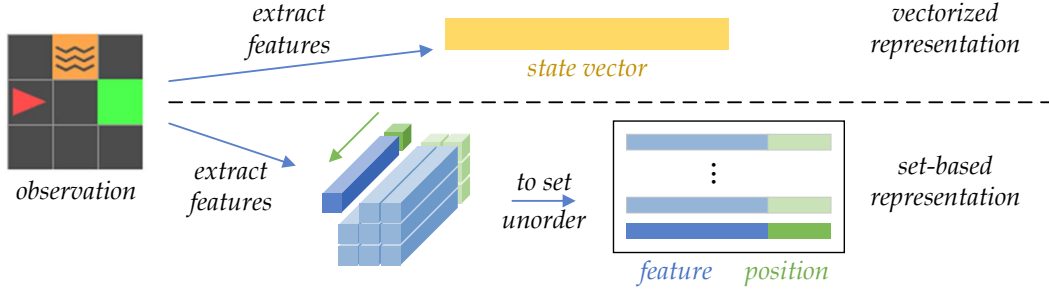 extract
features
state vector
vectorized
representation
observation
extract
features
to set
unorder
feature position
set-based
representation